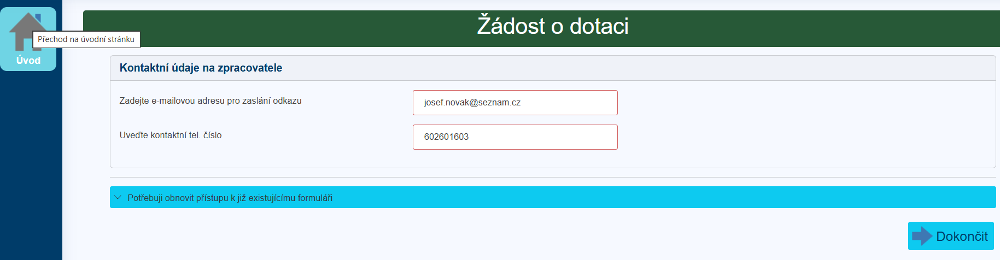 Žádost o dotaci
Přechod na úvodní stránku
Úvod
Kontaktní údaje na zpracovatele
Zadejte e-mailovou adresu pro zaslání odkazu
josef.novak@seznam.cz
Uveďte kontaktní tel. číslo
602601603
Potřebuji obnovit přístupu k již existujícímu formuláři
Dokončit